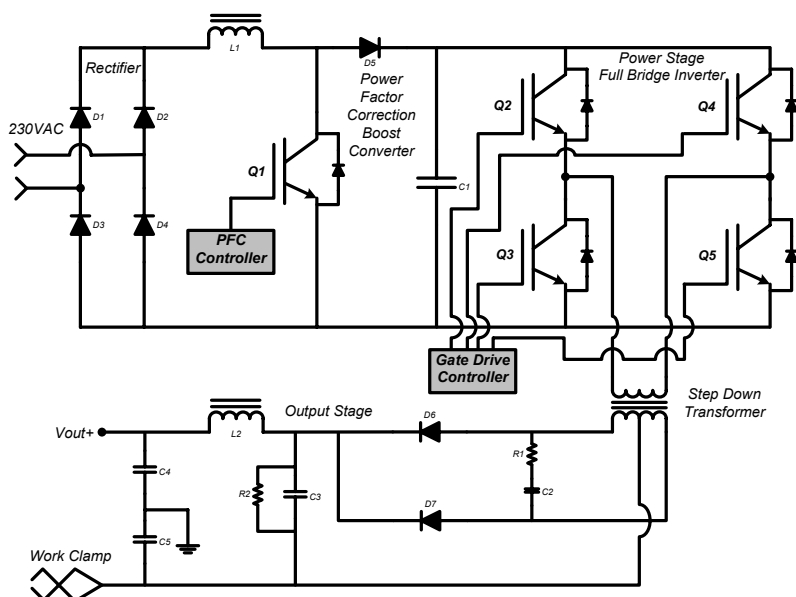 L1
Rectifier
D5
Power
Factor
Correction
Boost
Converter
Power Stage
Full Bridge Inverter
D1
D2
230VAC
Q2
Q4
Q1
C1
D3
D4
PFC
Controller
Q3
Q5
Gate Drive
Controller
Step Down
Transformer
Output Stage
D6
Vout+
L2
R1
C4
R2
C3
C2
D7
C5
Work Clamp